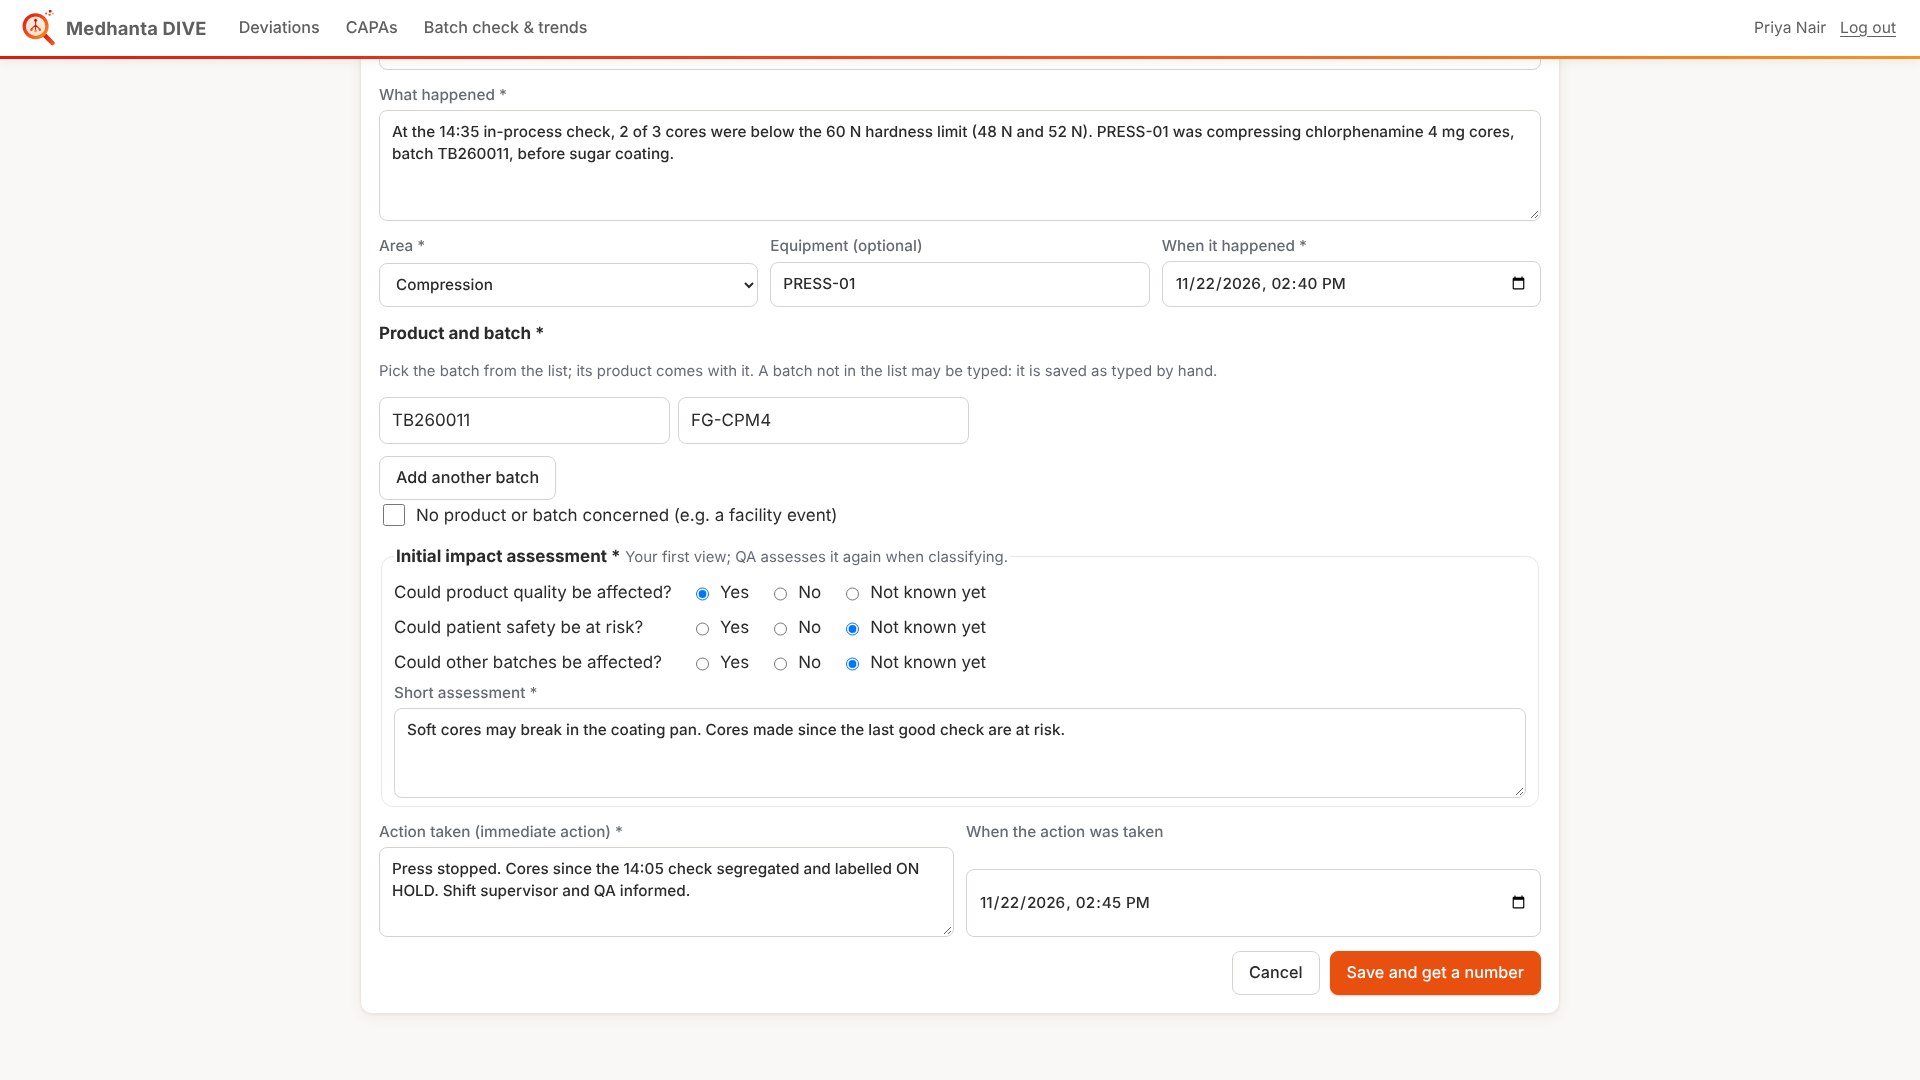 Medhanta DIVE
Deviations
CAPAs
Batch check & trends
Priya Nair
Log out
What happened *
At the 14:35 in-process check, 2 of 3 cores were below the 60 N hardness limit (48 N and 52 N). PRESS-01 was compressing chlorphenamine 4 mg cores,
batch TB260011, before sugar coating.
Area *
Equipment (optional)
When it happened *
Compression
PRESS-01
11/22/2026, 02:40 PM
Product and batch *
Pick the batch from the list; its product comes with it. A batch not in the list may be typed: it is saved as typed by hand.
TB260011
FG-CPM4
Add another batch
No product or batch concerned (e.g. a facility event)
Initial impact assessment * Your first view; QA assesses it again when classifying.
Could product quality be affected? Yes No Not known yet
Could patient safety be at risk? Yes No Not known yet
Could other batches be affected? Yes No Not known yet
Short assessment *
Soft cores may break in the coating pan. Cores made since the last good check are at risk.
Action taken (immediate action) *
When the action was taken
Press stopped. Cores since the 14:05 check segregated and labelled ON
HOLD. Shift supervisor and QA informed.
11/22/2026, 02:45 PM
Cancel
Save and get a number